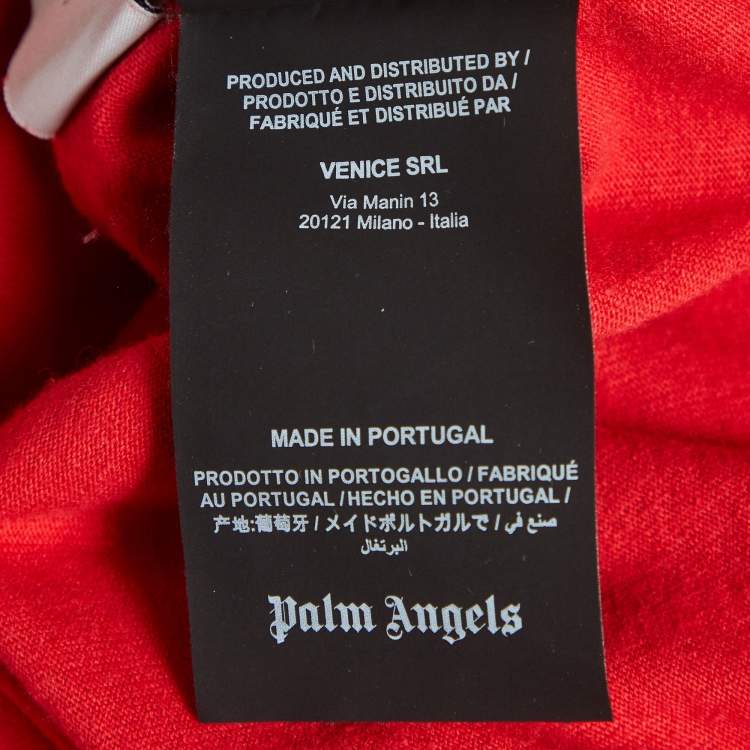 PRODUCED AND DISTRIBUTED BY /
PRODOTTO E DISTRIBUITO DA /
FABRIQUÉ ET DISTRIBUÉ PAR
VENICE SRL
Via Manin 13
20121 Milano - Italia
MADE IN PORTUGAL
PRODOTTO IN PORTOGALLO / FABRIQUÉ
AU PORTUGAL / HECHO EN PORTUGAL /
产地:葡萄牙 / メイドポルトガルで / صنع في
البرتغال
Palm Angels